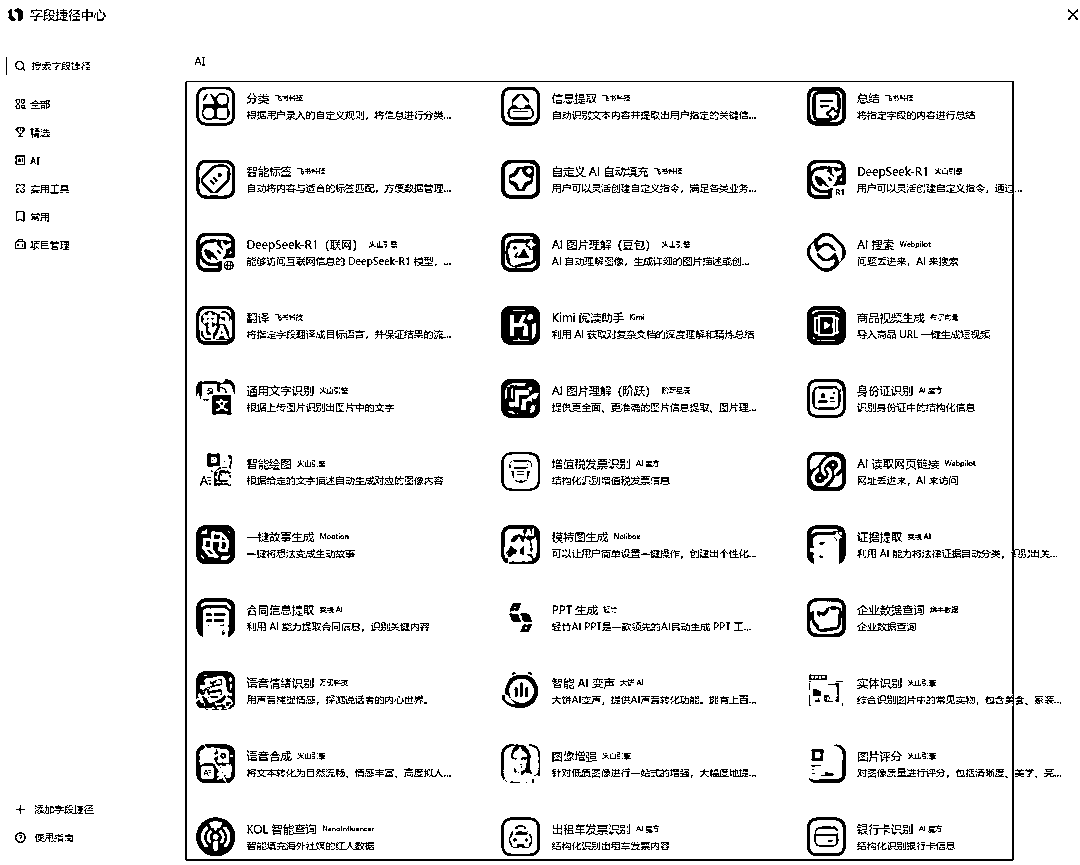 字段捷径中心
搜索字段捷径
全部
精选
AI
实用工具
常用
项目管理
添加字段捷径
使用指南
AI
分类 飞书科技
根据用户录入的自定义规则，将信息进行分类...
信息提取 飞书科技
自动识别文本内容并提取出用户指定的关键信...
总结 飞书科技
将指定字段的内容进行总结
智能标签 飞书科技
自动将内容与适合的标签匹配，方便数据管理...
自定义 AI 自动填充 飞书科技
用户可以灵活创建自定义指令，满足各类业务...
DeepSeek-R1 火山引擎
用户可以灵活创建自定义指令，通过...
DeepSeek-R1（联网） 火山引擎
能够访问互联网信息的 DeepSeek-R1 模型，...
AI 图片理解（豆包） 火山引擎
AI 自动理解图像，生成详细的图片描述或创...
AI 搜索 Webpilot
问题丢进来，AI 来搜索
翻译 飞书科技
将指定字段翻译成目标语言，并保证结果的流...
Kimi 阅读助手 Kimi
利用 AI 获取对复杂文档的深度理解和精炼总结
商品视频生成
导入商品 URL 一键生成短视频
通用文字识别 火山引擎
根据上传图片识别出图片中的文字
AI 图片理解（阶跃） 阶跃星辰
提供更全面、更准确的图片信息提取、图片理...
身份证识别 AI 魔方
识别身份证中的结构化信息
智能绘图 火山引擎
根据给定的文字描述自动生成对应的图像内容
增值税发票识别 AI 魔方
结构化识别增值税发票信息
AI 读取网页链接 Webpilot
网址丢进来，AI 来访问
一键故事生成 Mootion
一键将想法变成生动故事
模特图生成 Nolibox
可以让用户简单设置一键操作，创建出个性化...
证据提取
利用 AI 能力将法律证据自动分类，识别出关...
合同信息提取
利用 AI 能力提取合同信息，识别关键内容
PPT 生成 轻竹
轻竹AI PPT是一款领先的AI自动生成 PPT 工...
企业数据查询
企业数据查询
语音情绪识别
用声音捕捉情感，探测说话者的内心世界。
智能 AI 变声 大饼 AI
大饼AI变声，提供AI声音转化功能。拥有上百...
实体识别 火山引擎
综合识别图片中的常见实物，包含美食、家装...
语音合成 火山引擎
将文本转化为自然流畅、情感丰富、高度拟人...
图像增强 火山引擎
针对低质图像进行一站式的增强，大幅度地提...
图片评分 火山引擎
对图像质量进行评分，包括清晰度、美学、亮...
KOL 智能查询 NanoInfluencer
智能填充海外社媒的红人数据
出租车发票识别 AI 魔方
结构化识别出租车发票内容
银行卡识别 AI 魔方
结构化识别银行卡信息